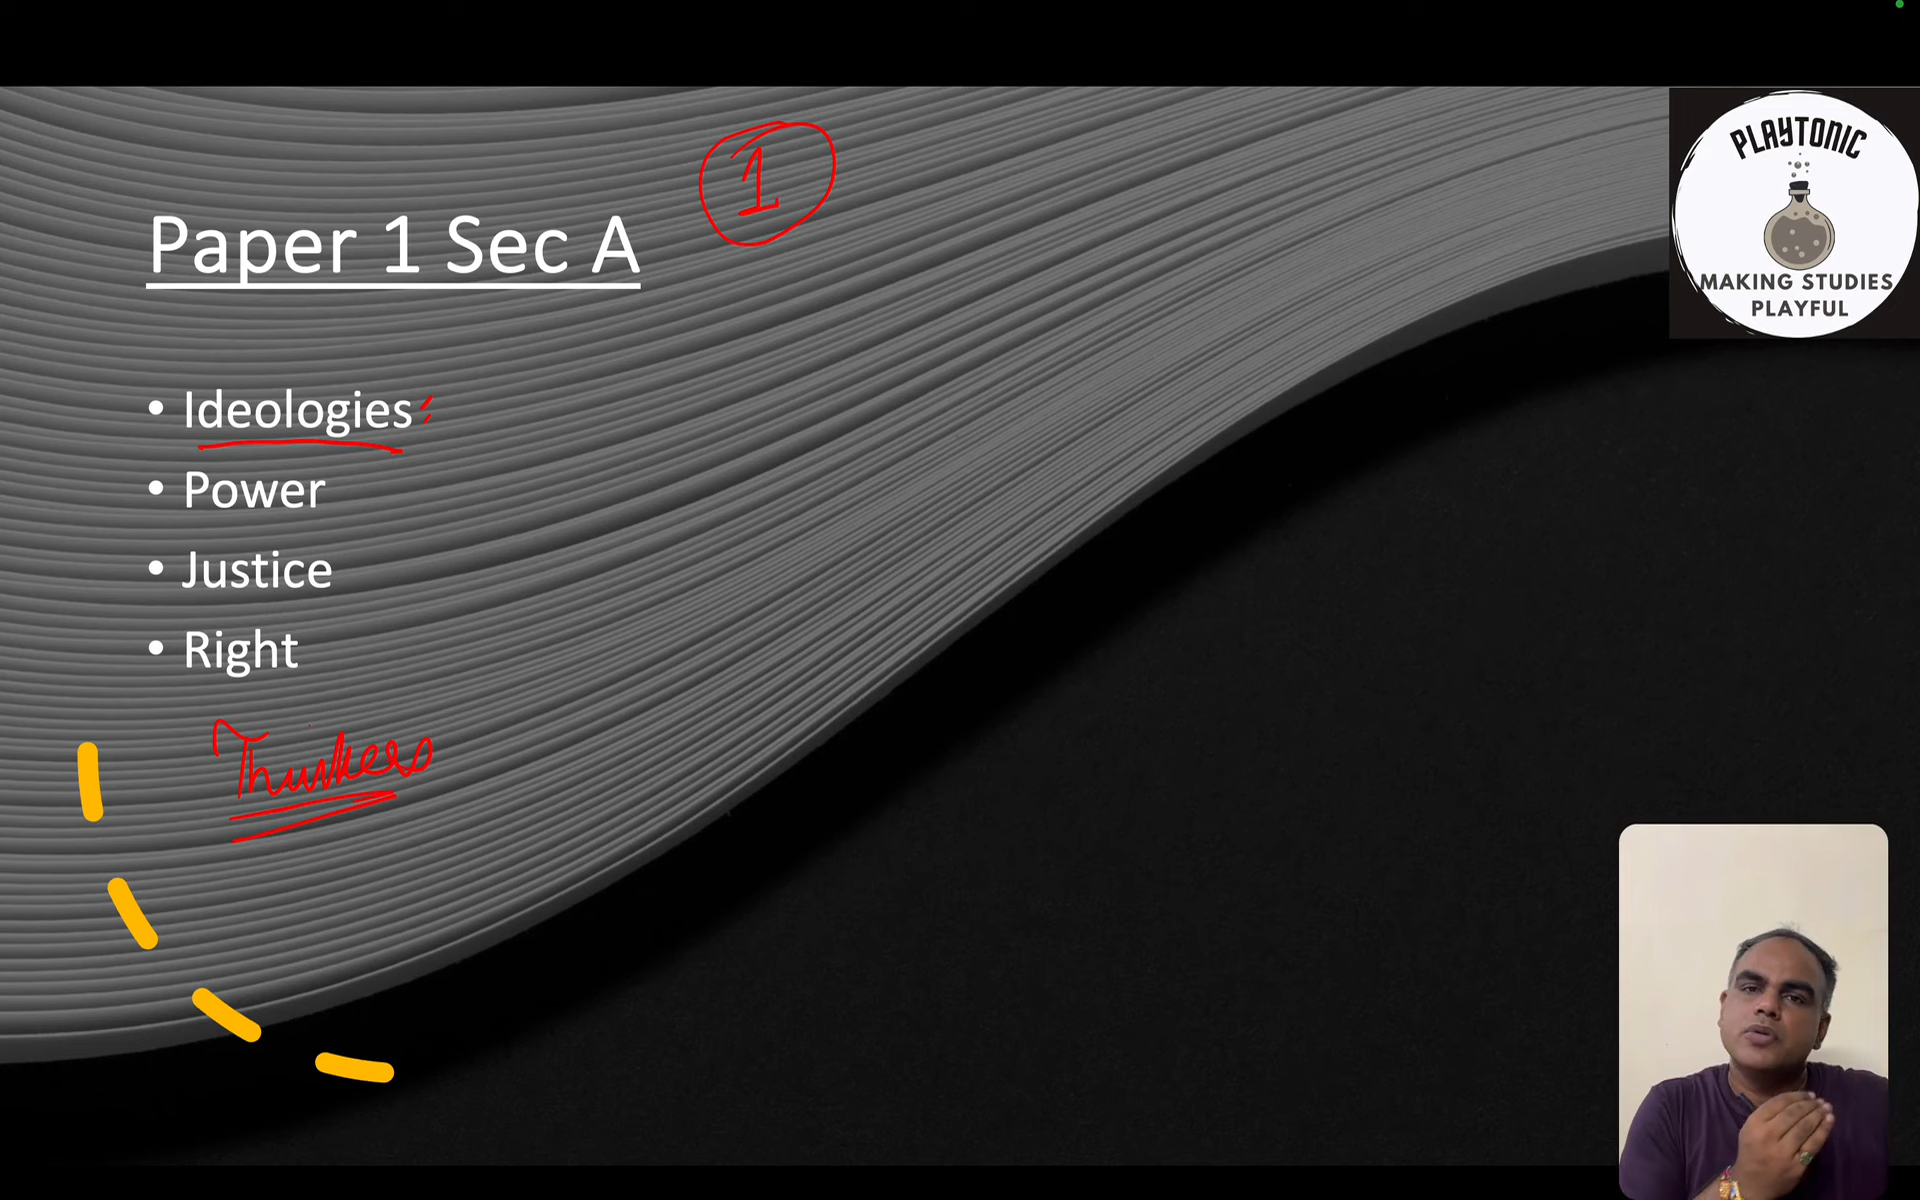 1
Paper 1 Sec A
PLAYTONIC
MAKING STUDIES
PLAYFUL
• Ideologies
• Power
• Justice
• Right
Thinkers